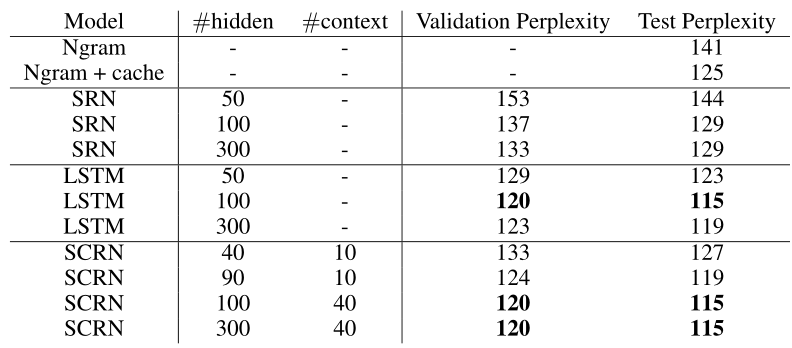 Model #hidden #context Validation Perplexity Test Perplexity
Ngram - - - 141
Ngram + cache - - - 125
SRN 50 - 153 144
SRN 100 - 137 129
SRN 300 - 133 129
LSTM 50 - 129 123
LSTM 100 - 120 115
LSTM 300 - 123 119
SCRN 40 10 133 127
SCRN 90 10 124 119
SCRN 100 40 120 115
SCRN 300 40 120 115